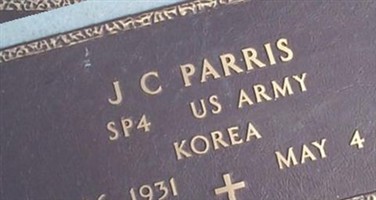 J C PARRIS
SP4 US ARMY
KOREA
1931 MAY 4